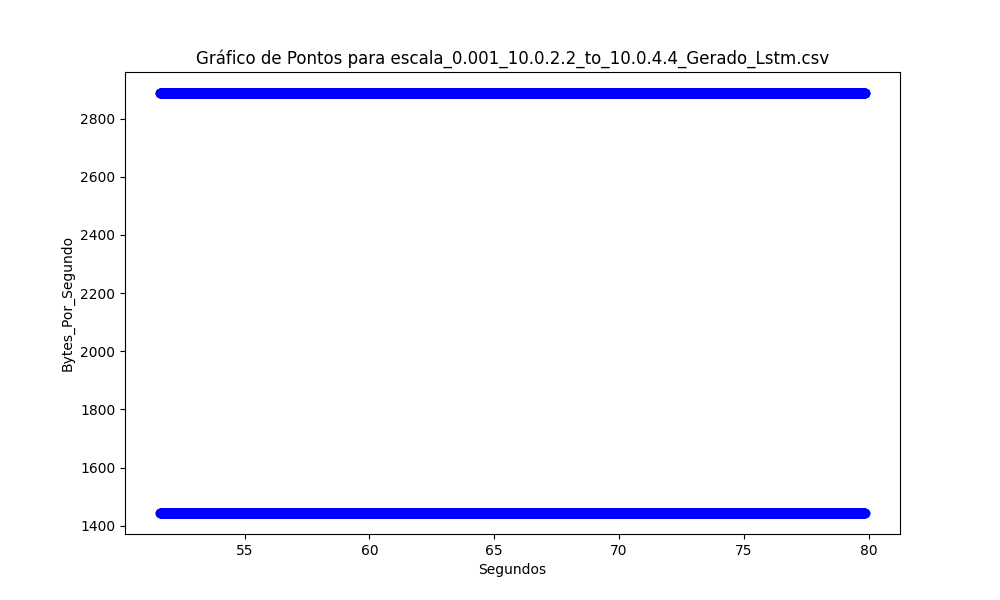 Gráfico de Pontos para escala_0.001_10.0.2.2_to_10.0.4.4_Gerado_Lstm.csv
Bytes_Por_Segundo
2800
2600
2400
2200
2000
1800
1600
1400
55 60 65 70 75 80
Segundos